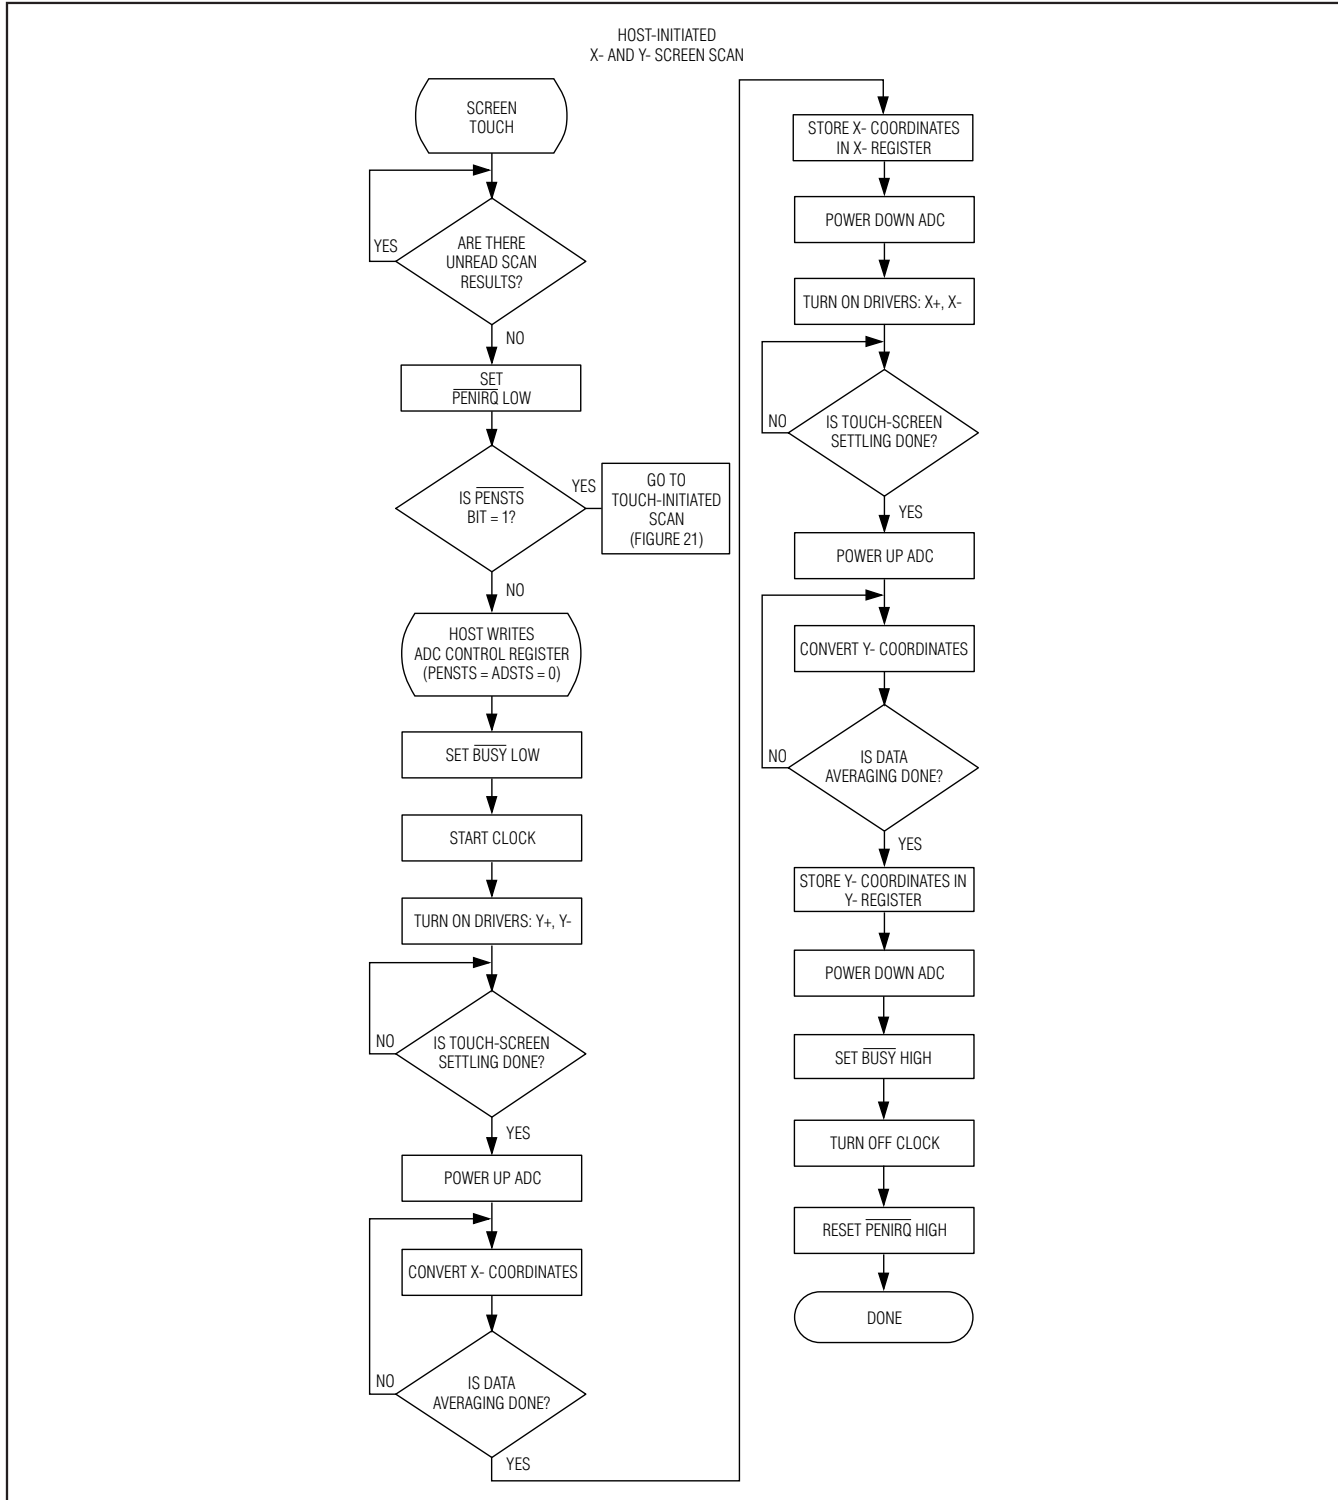 HOST-INITIATED
X- AND Y- SCREEN SCAN
SCREEN
TOUCH
YES
ARE THERE
UNREAD SCAN
RESULTS?
NO
SET
PENIRQ LOW
IS PENSTS
BIT = 1?
YES
GO TO
TOUCH-INITIATED
SCAN
(FIGURE 21)
NO
HOST WRITES
ADC CONTROL REGISTER
(PENSTS = ADSTS = 0)
SET BUSY LOW
START CLOCK
TURN ON DRIVERS: Y+, Y-
NO
IS TOUCH-SCREEN
SETTLING DONE?
YES
POWER UP ADC
CONVERT X- COORDINATES
NO
IS DATA
AVERAGING DONE?
YES
STORE X- COORDINATES
IN X- REGISTER
POWER DOWN ADC
TURN ON DRIVERS: X+, X-
NO
IS TOUCH-SCREEN
SETTLING DONE?
YES
POWER UP ADC
CONVERT Y- COORDINATES
NO
IS DATA
AVERAGING DONE?
YES
STORE Y- COORDINATES IN
Y- REGISTER
POWER DOWN ADC
SET BUSY HIGH
TURN OFF CLOCK
RESET PENIRQ HIGH
DONE